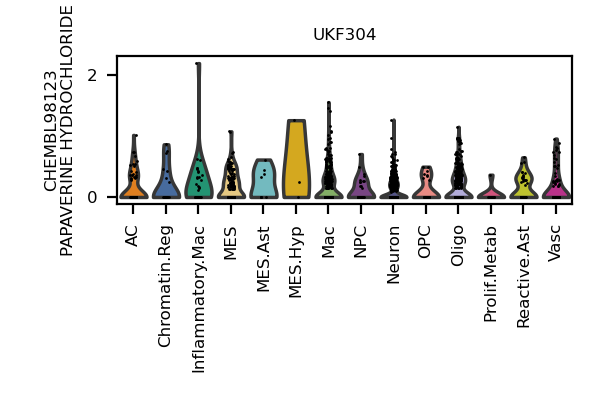 UKF304
CHEMBL98123
PAPAVERINE HYDROCHLORIDE
2
0
AC
Chromatin.Reg
Inflammatory.Mac
MES
MES.Ast
MES.Hyp
Mac
NPC
Neuron
OPC
Oligo
Prolif.Metab
Reactive.Ast
Vasc